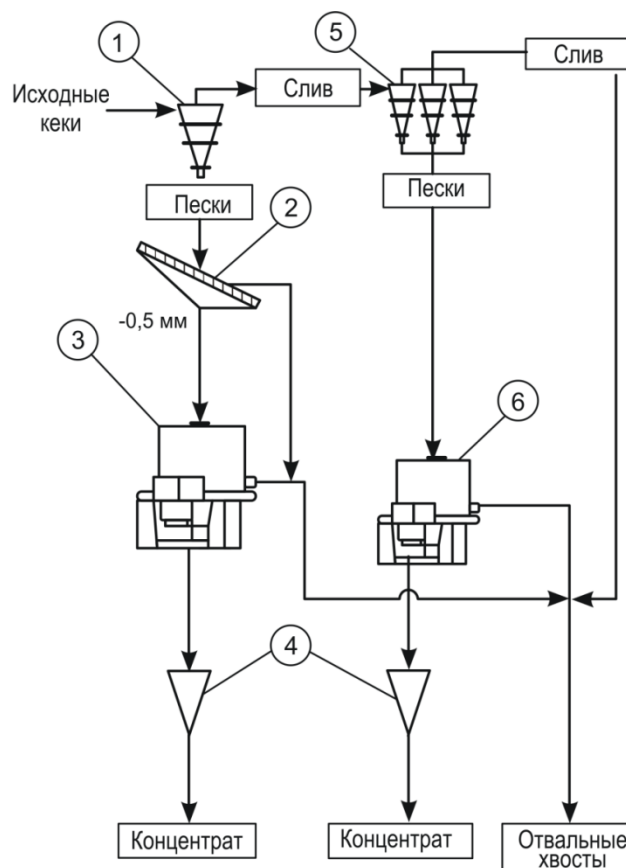 1
5
Исходные
кеки
Слив
Слив
Пески
Пески
2
-0,5 мм
3
6
4
Концентрат
Концентрат
Отвальные
хвосты